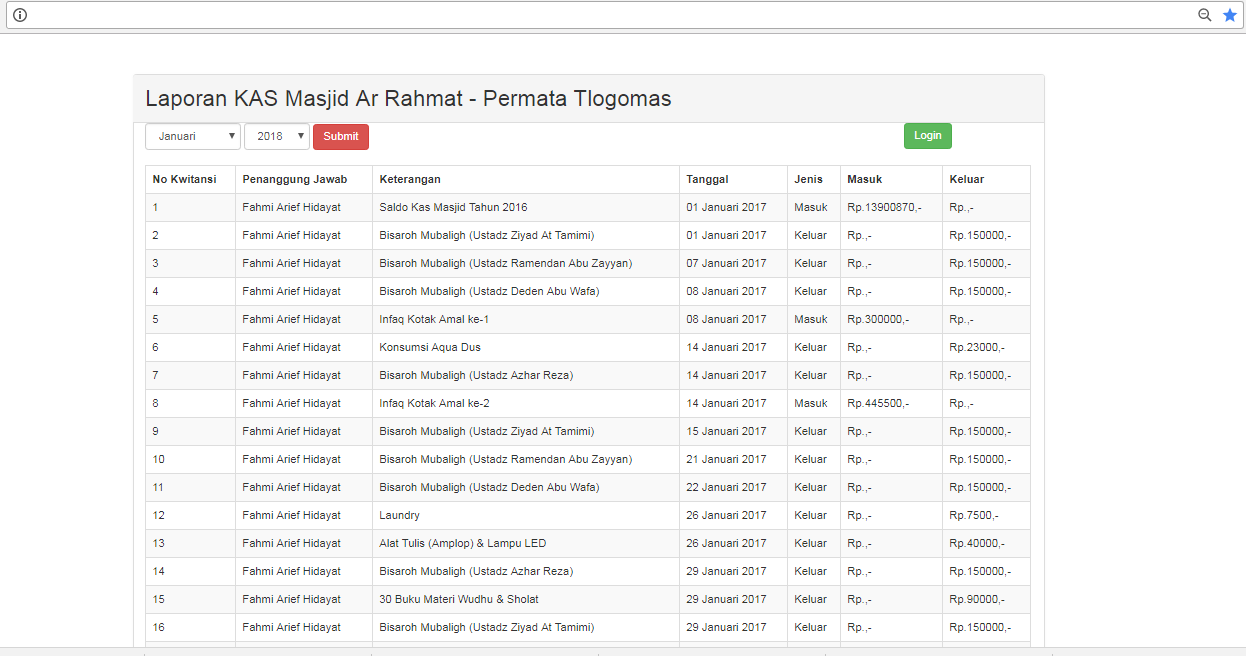 Laporan KAS Masjid Ar Rahmat - Permata Tlogomas
Januari 2018 Submit Login
No Kwitansi Penanggung Jawab Keterangan Tanggal Jenis Masuk Keluar
1 Fahmi Arief Hidayat Saldo Kas Masjid Tahun 2016 01 Januari 2017 Masuk Rp.13900870,- Rp.,-
2 Fahmi Arief Hidayat Bisaroh Mubaligh (Ustadz Ziyad At Tamimi) 01 Januari 2017 Keluar Rp.,- Rp.150000,-
3 Fahmi Arief Hidayat Bisaroh Mubaligh (Ustadz Ramendan Abu Zayyan) 07 Januari 2017 Keluar Rp.,- Rp.150000,-
4 Fahmi Arief Hidayat Bisaroh Mubaligh (Ustadz Deden Abu Wafa) 08 Januari 2017 Keluar Rp.,- Rp.150000,-
5 Fahmi Arief Hidayat Infaq Kotak Amal ke-1 08 Januari 2017 Masuk Rp.300000,- Rp.,-
6 Fahmi Arief Hidayat Konsumsi Aqua Dus 14 Januari 2017 Keluar Rp.,- Rp.23000,-
7 Fahmi Arief Hidayat Bisaroh Mubaligh (Ustadz Azhar Reza) 14 Januari 2017 Keluar Rp.,- Rp.150000,-
8 Fahmi Arief Hidayat Infaq Kotak Amal ke-2 14 Januari 2017 Masuk Rp.445500,- Rp.,-
9 Fahmi Arief Hidayat Bisaroh Mubaligh (Ustadz Ziyad At Tamimi) 15 Januari 2017 Keluar Rp.,- Rp.150000,-
10 Fahmi Arief Hidayat Bisaroh Mubaligh (Ustadz Ramendan Abu Zayyan) 21 Januari 2017 Keluar Rp.,- Rp.150000,-
11 Fahmi Arief Hidayat Bisaroh Mubaligh (Ustadz Deden Abu Wafa) 22 Januari 2017 Keluar Rp.,- Rp.150000,-
12 Fahmi Arief Hidayat Laundry 26 Januari 2017 Keluar Rp.,- Rp.7500,-
13 Fahmi Arief Hidayat Alat Tulis (Amplop) & Lampu LED 26 Januari 2017 Keluar Rp.,- Rp.40000,-
14 Fahmi Arief Hidayat Bisaroh Mubaligh (Ustadz Azhar Reza) 29 Januari 2017 Keluar Rp.,- Rp.150000,-
15 Fahmi Arief Hidayat 30 Buku Materi Wudhu & Sholat 29 Januari 2017 Keluar Rp.,- Rp.90000,-
16 Fahmi Arief Hidayat Bisaroh Mubaligh (Ustadz Ziyad At Tamimi) 29 Januari 2017 Keluar Rp.,- Rp.150000,-